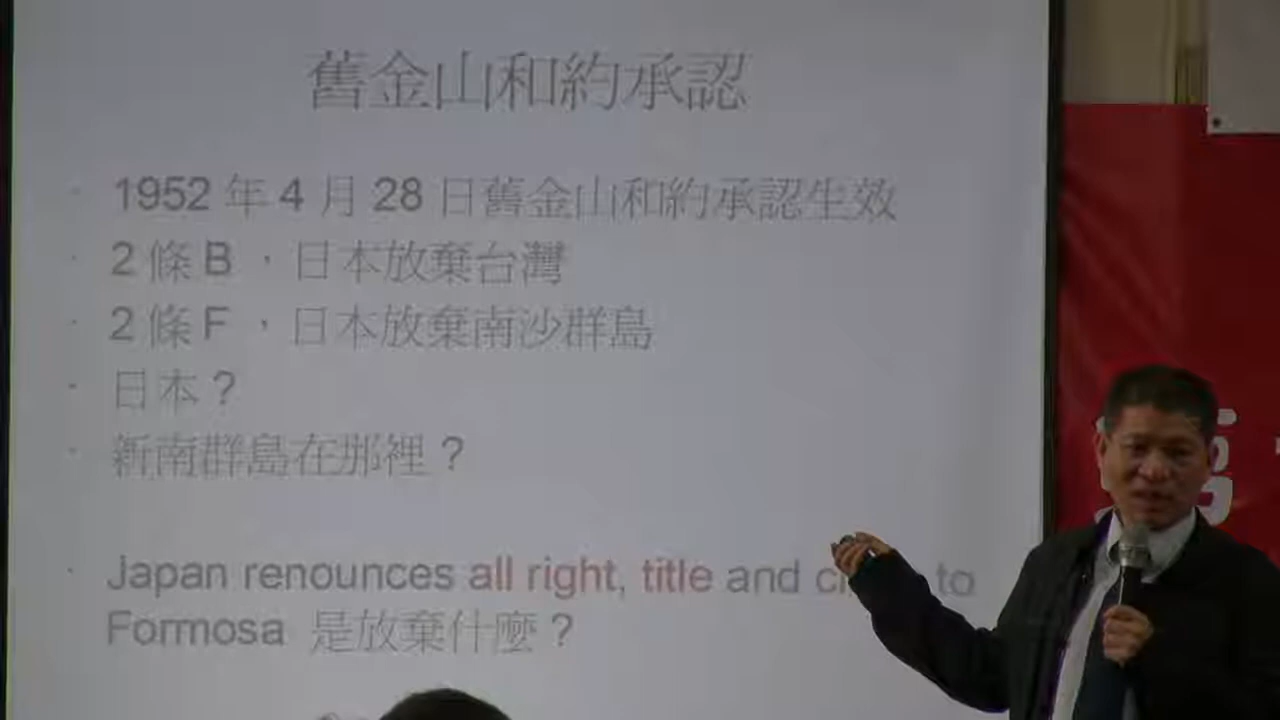 舊金山和約承認
1952 年 4 月 28 日舊金山和約承認生效
2 條 B ，日本放棄台灣
2 條 F ，日本放棄南沙群島
日本？
新南群島在那裡？
Japan renounces all right, title and to
Formosa 是放棄什麼？